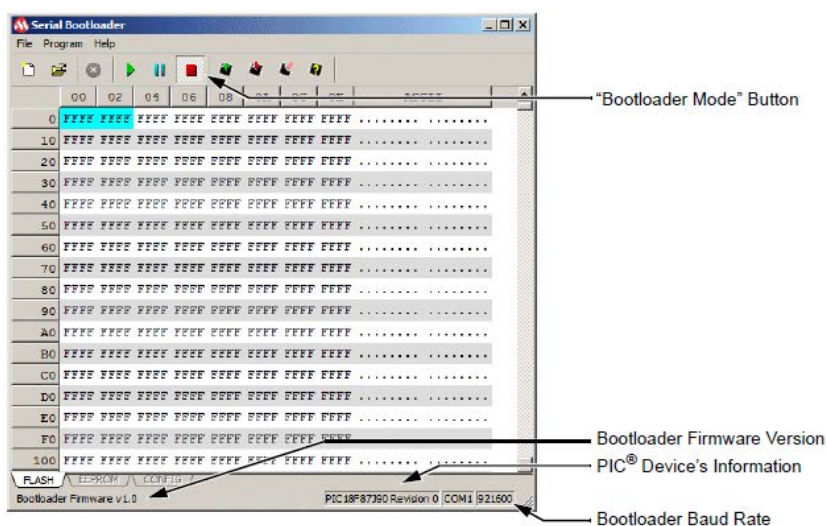 Serial Bootloader
File Program Help
"Bootloader Mode" Button
00 02 04 06 08
0 FFFF FFFF FFFF FFFF FFFF FFFF FFFF FFFF ........ ........
10 FFFF FFFF FFFF FFFF FFFF FFFF FFFF FFFF ........ ........
20 FFFF FFFF FFFF FFFF FFFF FFFF FFFF FFFF ........ ........
30 FFFF FFFF FFFF FFFF FFFF FFFF FFFF FFFF ........ ........
40 FFFF FFFF FFFF FFFF FFFF FFFF FFFF FFFF ........ ........
50 FFFF FFFF FFFF FFFF FFFF FFFF FFFF FFFF ........ ........
60 FFFF FFFF FFFF FFFF FFFF FFFF FFFF FFFF ........ ........
70 FFFF FFFF FFFF FFFF FFFF FFFF FFFF FFFF ........ ........
80 FFFF FFFF FFFF FFFF FFFF FFFF FFFF FFFF ........ ........
90 FFFF FFFF FFFF FFFF FFFF FFFF FFFF FFFF ........ ........
A0 FFFF FFFF FFFF FFFF FFFF FFFF FFFF FFFF ........ ........
B0 FFFF FFFF FFFF FFFF FFFF FFFF FFFF FFFF ........ ........
C0 FFFF FFFF FFFF FFFF FFFF FFFF FFFF FFFF ........ ........
D0 FFFF FFFF FFFF FFFF FFFF FFFF FFFF FFFF ........ ........
E0 FFFF FFFF FFFF FFFF FFFF FFFF FFFF FFFF ........ ........
F0 FFFF FFFF FFFF FFFF FFFF FFFF FFFF FFFF ........ ........
100 FFFF FFFF FFFF FFFF FFFF FFFF FFFF FFFF ........ ........
Bootloader Firmware Version
PIC® Device's Information
FLASH EEPROM CONFIG
Bootloader Firmware v1.0 PIC18F87J90 Revision 0 COM1 921600
Bootloader Baud Rate